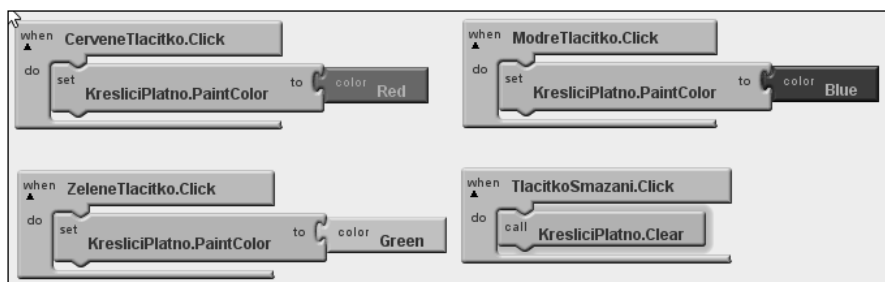 when CerveneTlacitko.Click
do set KresliciPlatno.PaintColor to color Red
when ModreTlacitko.Click
do set KresliciPlatno.PaintColor to color Blue
when ZeleneTlacitko.Click
do set KresliciPlatno.PaintColor to color Green
when TlacitkoSmazani.Click
do call KresliciPlatno.Clear